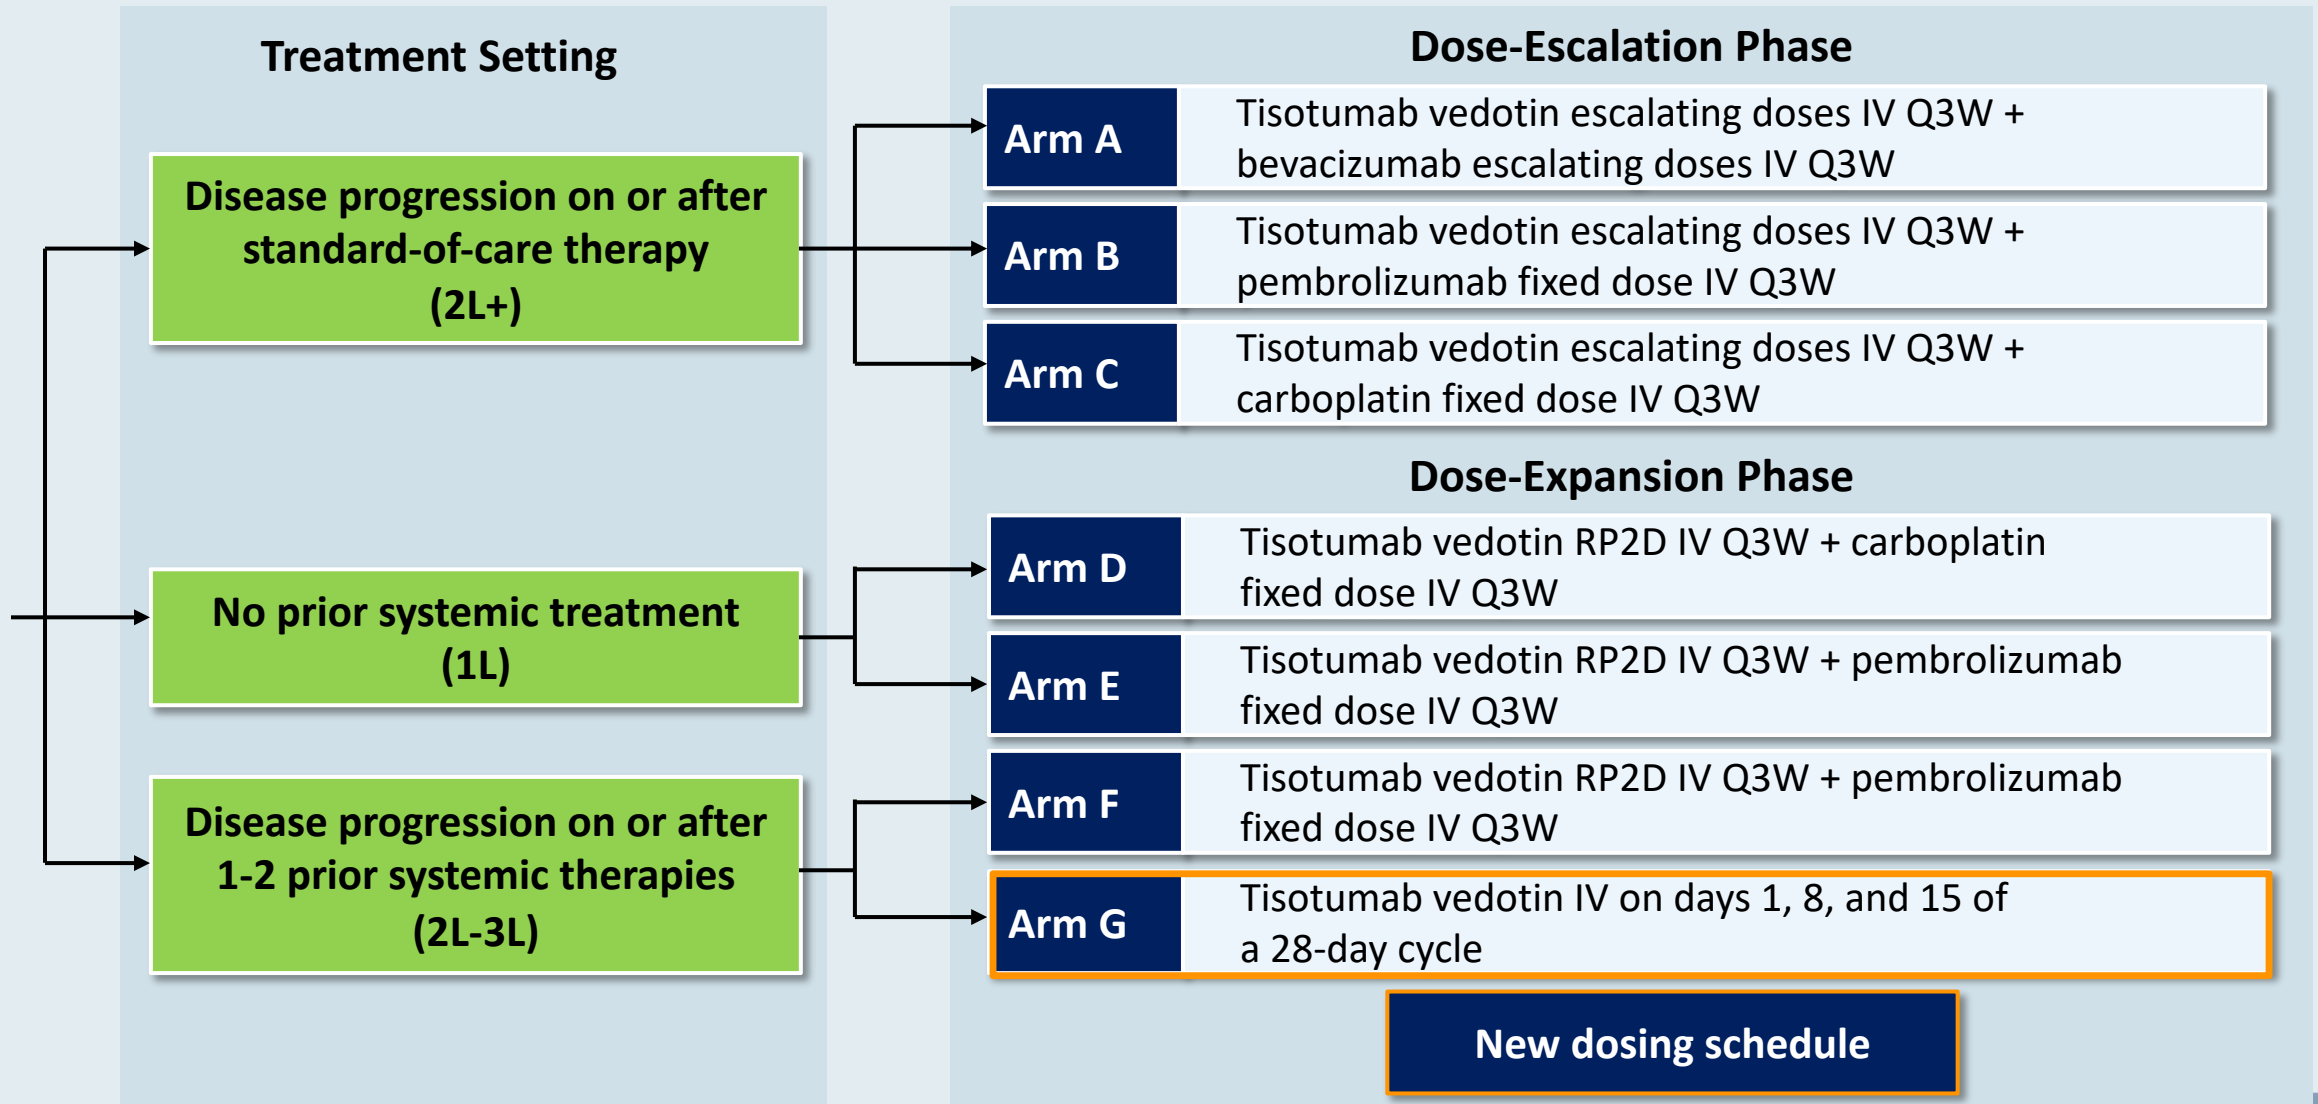 Treatment Setting
Disease progression on or after
standard-of-care therapy
(2L+)
No prior systemic treatment
(1L)
Disease progression on or after
1-2 prior systemic therapies
(2L-3L)
Dose-Escalation Phase
Arm A
Tisotumab vedotin escalating doses IV Q3W +
bevacizumab escalating doses IV Q3W
Arm B
Tisotumab vedotin escalating doses IV Q3W +
pembrolizumab fixed dose IV Q3W
Arm C
Tisotumab vedotin escalating doses IV Q3W +
carboplatin fixed dose IV Q3W
Dose-Expansion Phase
Arm D
Tisotumab vedotin RP2D IV Q3W + carboplatin
fixed dose IV Q3W
Arm E
Tisotumab vedotin RP2D IV Q3W + pembrolizumab
fixed dose IV Q3W
Arm F
Tisotumab vedotin RP2D IV Q3W + pembrolizumab
fixed dose IV Q3W
Arm G
Tisotumab vedotin IV on days 1, 8, and 15 of
a 28-day cycle
New dosing schedule